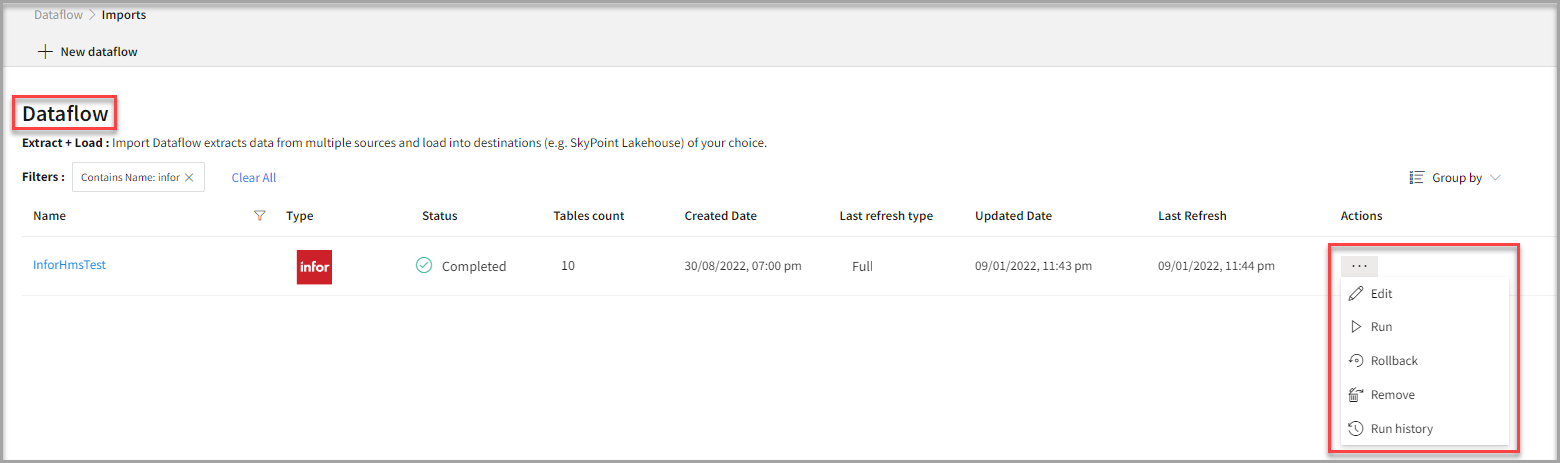 Dataflow > Imports
New dataflow
Dataflow
Extract + Load : Import Dataflow extracts data from multiple sources and load into destinations (e.g. SkyPoint Lakehouse) of your choice.
Filters : Contains Name: infor × Clear All Group by
Name Type Status Tables count Created Date Last refresh type Updated Date Last Refresh Actions
InforHmsTest infor Completed 10 30/08/2022, 07:00 pm Full 09/01/2022, 11:43 pm 09/01/2022, 11:44 pm ...
Edit
Run
Rollback
Remove
Run history